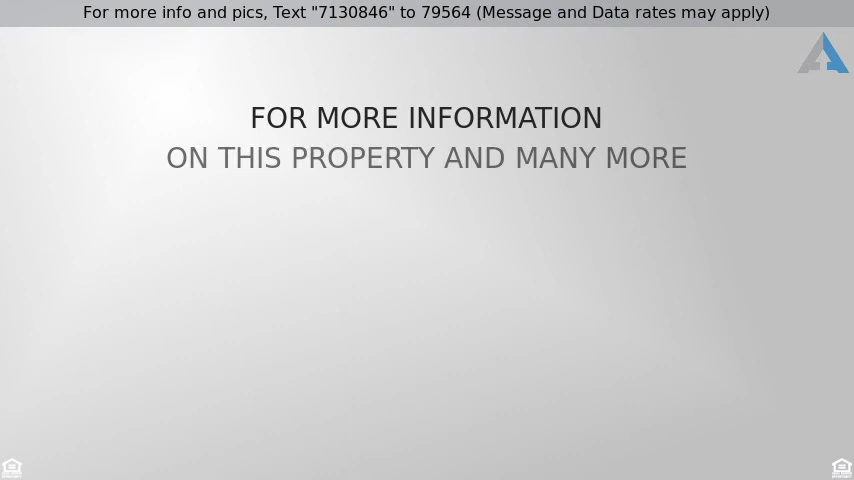 For more info and pics, Text "7130846" to 79564 (Message and Data rates may apply)
FOR MORE INFORMATION
ON THIS PROPERTY AND MANY MORE